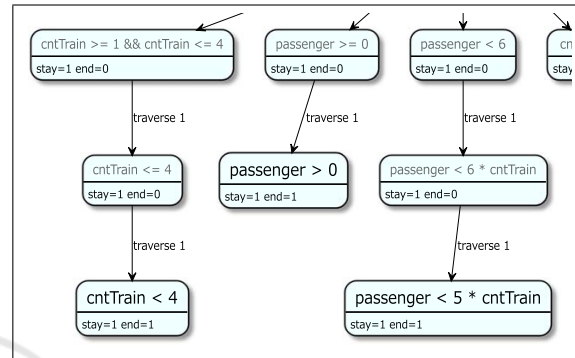 cntTrain >= 1 && cntTrain <= 4
stay=1 end=0
passenger >= 0
stay=1 end=0
passenger < 6
stay=1 end=0
cn
stay
traverse 1
traverse 1
traverse 1
cntTrain <= 4
stay=1 end=0
passenger > 0
stay=1 end=1
passenger < 6 * cntTrain
stay=1 end=0
traverse 1
traverse 1
cntTrain < 4
stay=1 end=1
passenger < 5 * cntTrain
stay=1 end=1